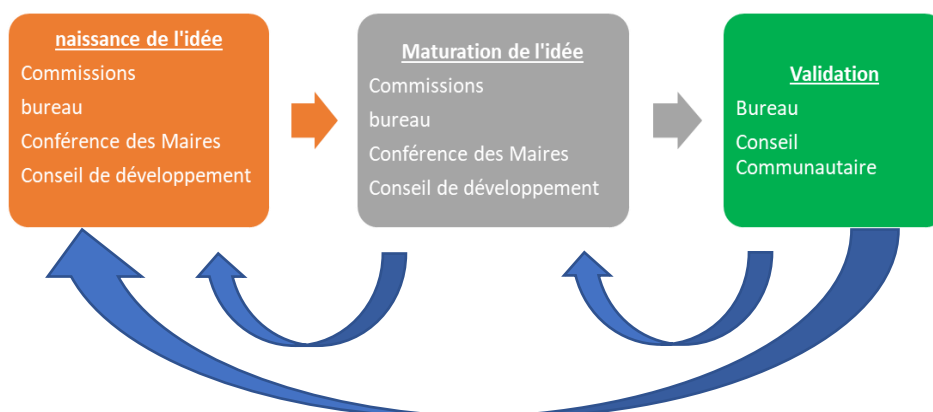 naissance de l'idée
Commissions
bureau
Conférence des Maires
Conseil de développement
Maturation de l'idée
Commissions
bureau
Conférence des Maires
Conseil de développement
Validation
Bureau
Conseil
Communautaire